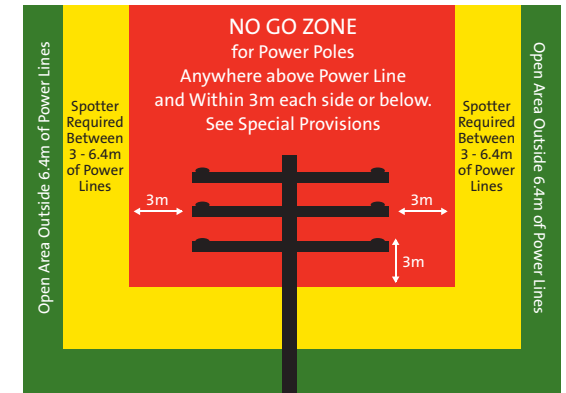 NO GO ZONE
for Power Poles
Anywhere above Power Line
and Within 3m each side or below.
See Special Provisions
Open Area Outside 6.4m of Power Lines
Spotter
Required
Between
3 - 6.4m
of Power
Lines
Spotter
Required
Between
3 - 6.4m
of Power
Lines
Open Area Outside 6.4m of Power Lines
3m
3m
3m